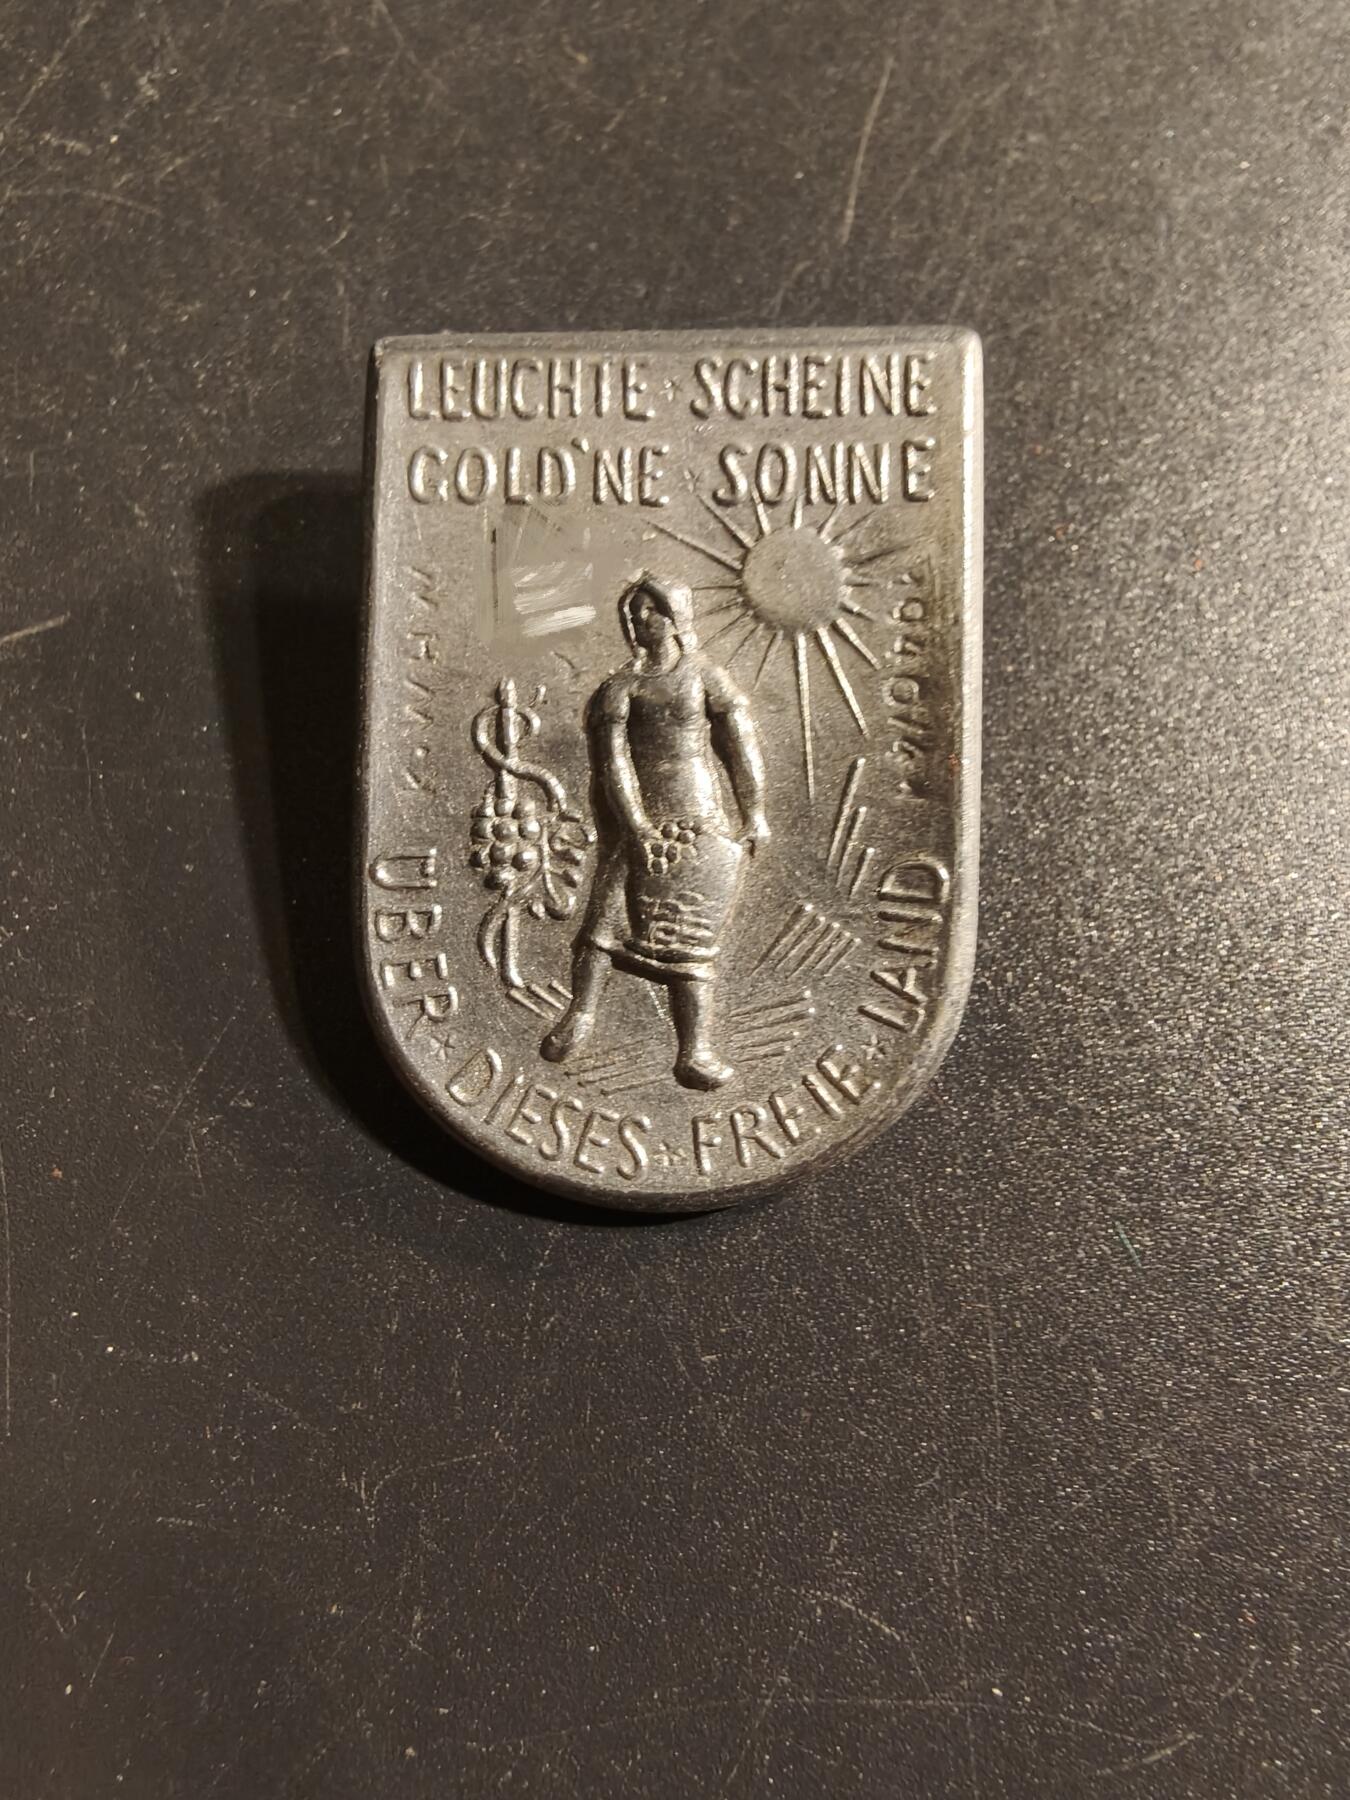 LEUCHTE * SCHEINE
GOLD'NE * SONNE
ÜBER * DIESES * FREIE * LAND